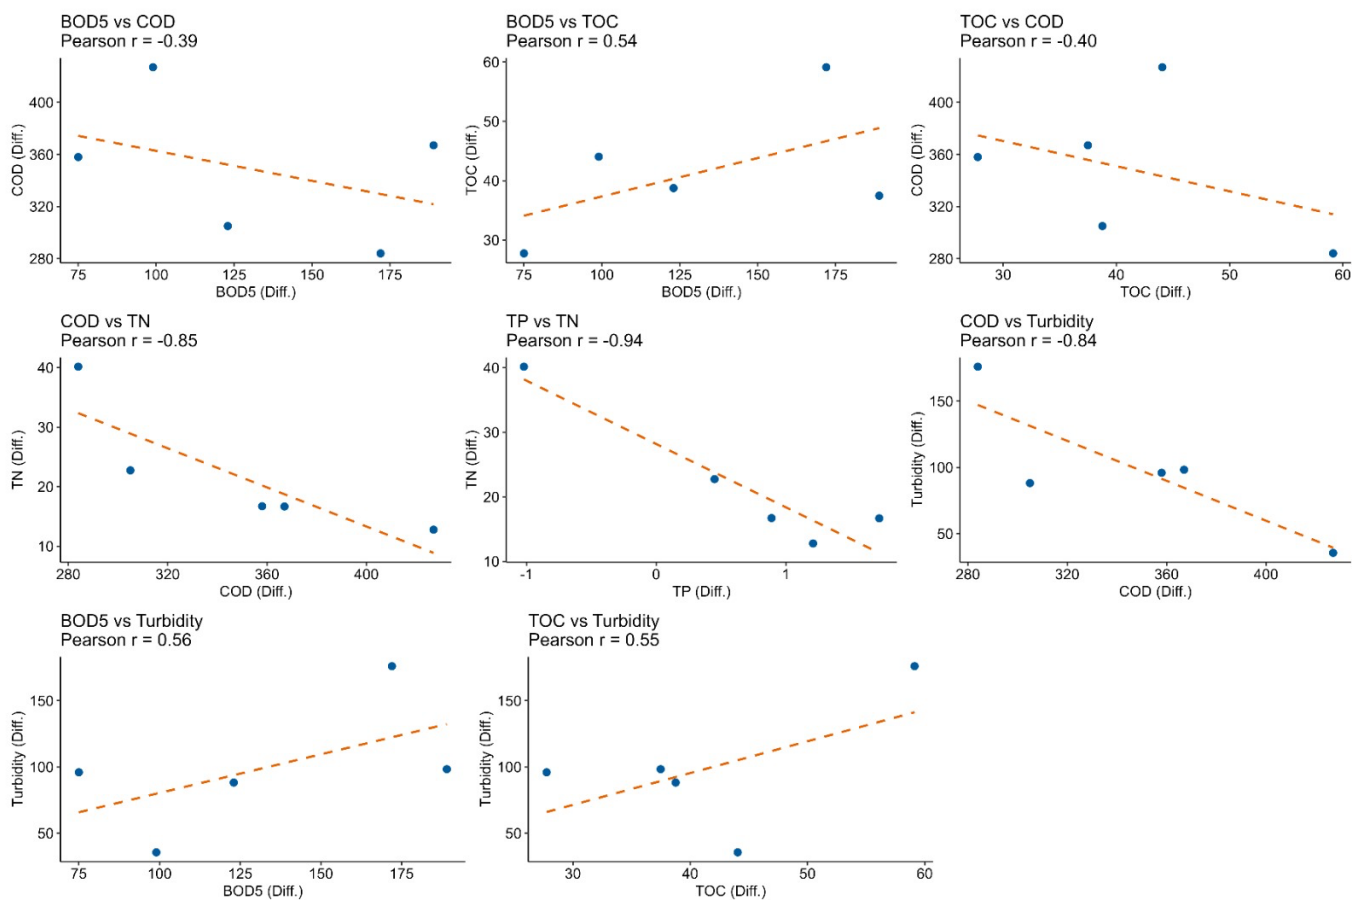 BOD5 vs COD
Pearson r = -0.39
400
360
320
280
COD (Diff.)
75
100
125
150
175
BOD5 (Diff.)
BOD5 vs TOC
Pearson r = 0.54
60
50
40
30
TOC (Diff.)
75
100
125
150
175
BOD5 (Diff.)
TOC vs COD
Pearson r = -0.40
400
360
320
280
COD (Diff.)
30
40
50
60
TOC (Diff.)
COD vs TN
Pearson r = -0.85
40
30
20
10
TN (Diff.)
280
320
360
400
COD (Diff.)
TP vs TN
Pearson r = -0.94
40
30
20
10
TN (Diff.)
-1
0
1
TP (Diff.)
COD vs Turbidity
Pearson r = -0.84
150
100
50
Turbidity (Diff.)
280
320
360
400
COD (Diff.)
BOD5 vs Turbidity
Pearson r = 0.56
150
100
50
Turbidity (Diff.)
75
100
125
150
175
BOD5 (Diff.)
TOC vs Turbidity
Pearson r = 0.55
150
100
50
Turbidity (Diff.)
30
40
50
60
TOC (Diff.)